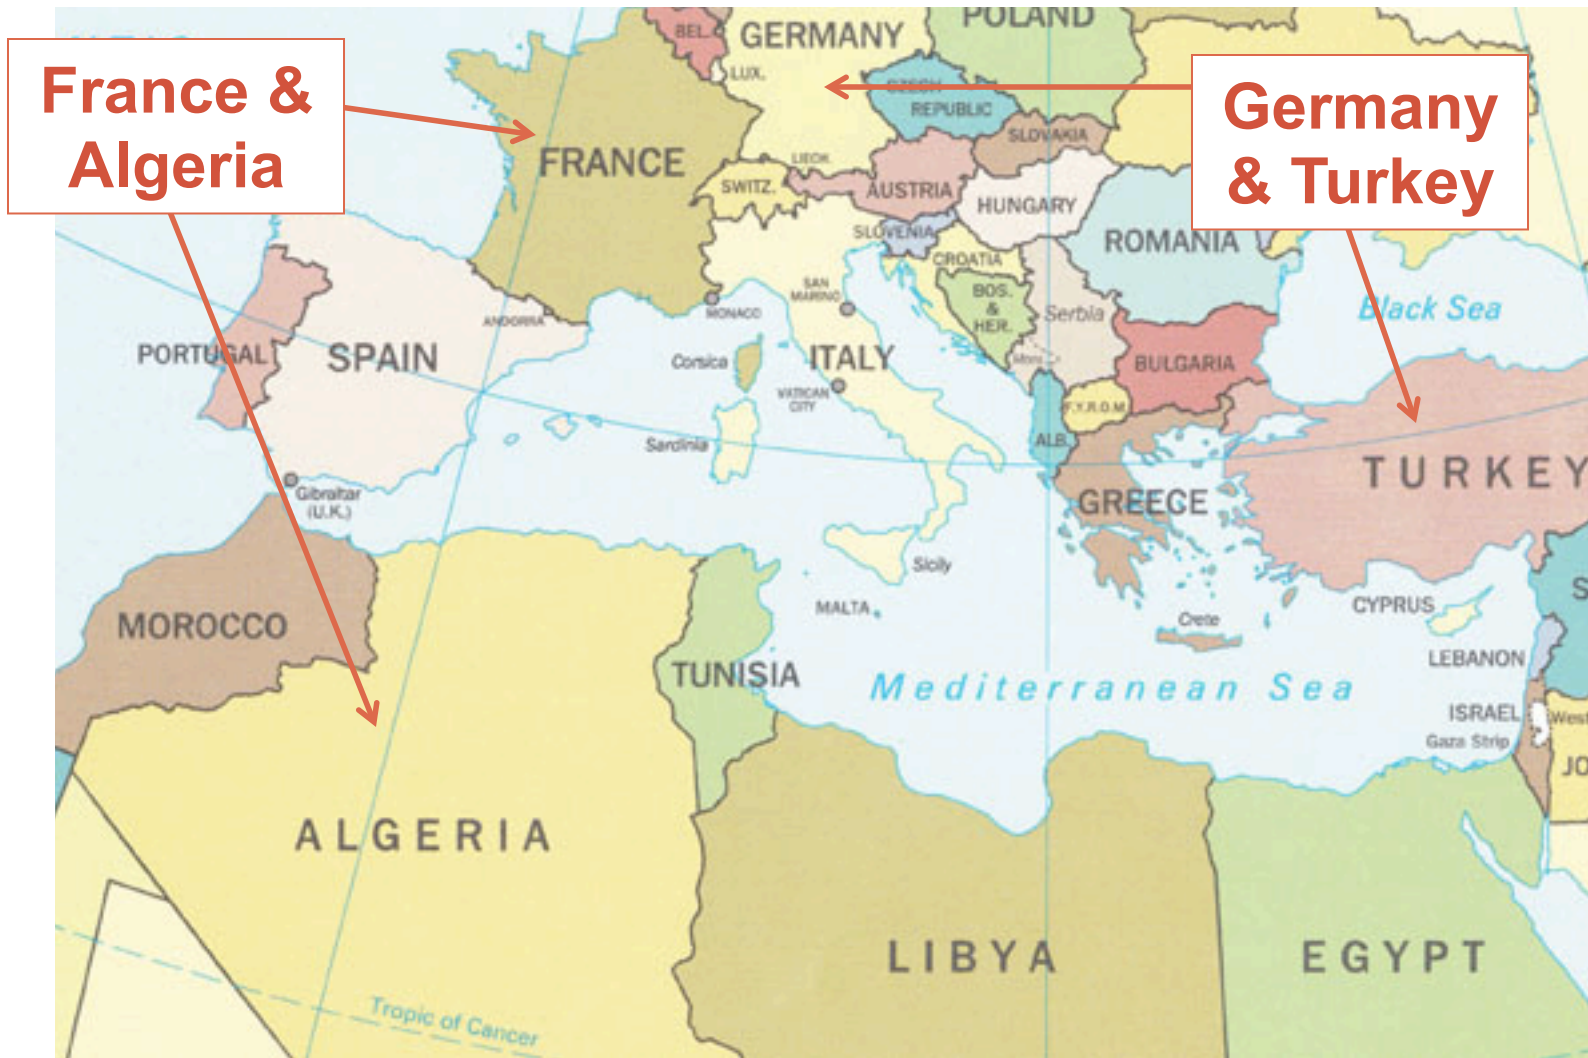 France &
Algeria
Germany
& Turkey
POLAND
BEL.
GERMANY
LUX.
CZECH
REPUBLIC
SLOVAKIA
FRANCE
LIECH.
SWITZ.
AUSTRIA
HUNGARY
SLOVENIA
ROMANIA
CROATIA
SAN
MARINO
BOS.
&
HER.
Serbia
Black Sea
MONACO
ANDORRA
PORTUGAL
SPAIN
Corsica
ITALY
Mont.
BULGARIA
VATICAN
CITY
F.Y.R.O.M.
Sardinia
ALB.
TURKEY
Gibraltar
(U.K.)
GREECE
Sicily
MALTA
CYPRUS
Crete
MOROCCO
TUNISIA
LEBANON
Mediterranean Sea
ISRAEL
West
Gaza Strip
JO
ALGERIA
LIBYA
EGYPT
Tropic of Cancer